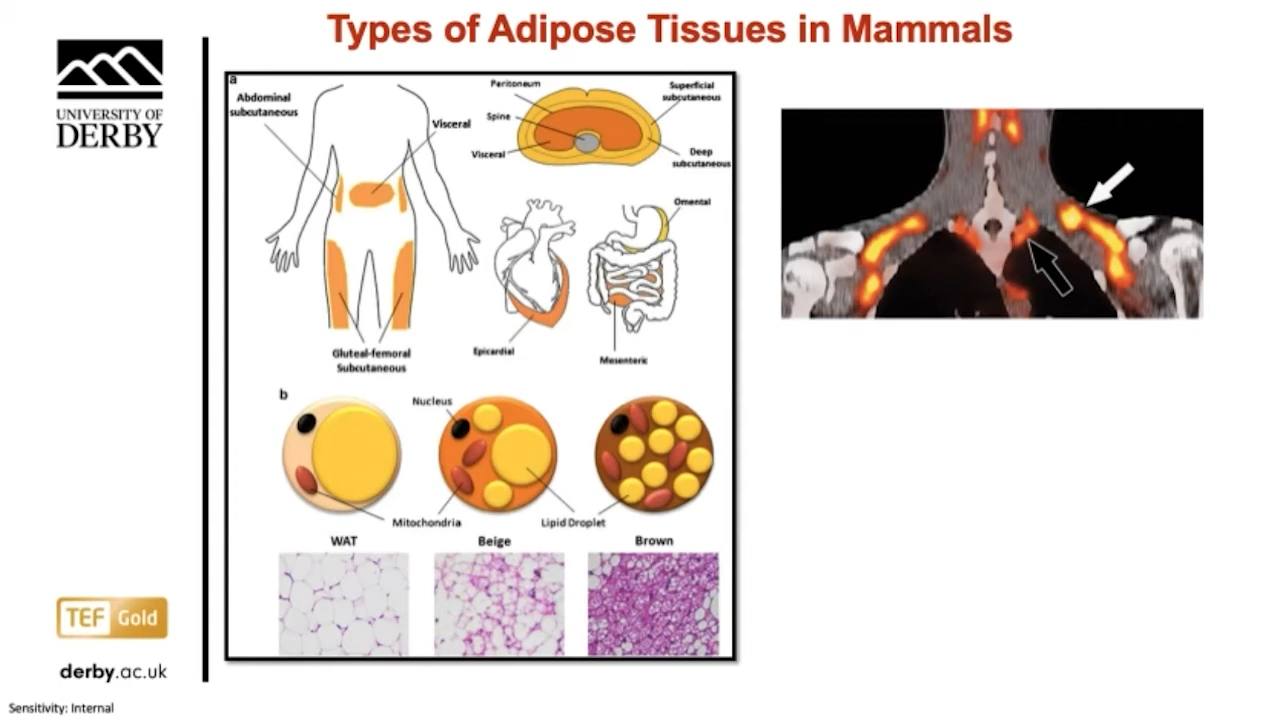 Types of Adipose Tissues in Mammals
UNIVERSITY OF
DERBY
a
Abdominal
subcutaneous
Visceral
Peritoneum
Spine
Visceral
Superficial
subcutaneous
Deep
subcutaneous
Omental
Gluteal-femoral
Subcutaneous
Epicardial
Mesenteric
b
Nucleus
Mitochondria
Lipid Droplet
WAT
Beige
Brown
TEF Gold
derby.ac.uk
Sensitivity: Internal